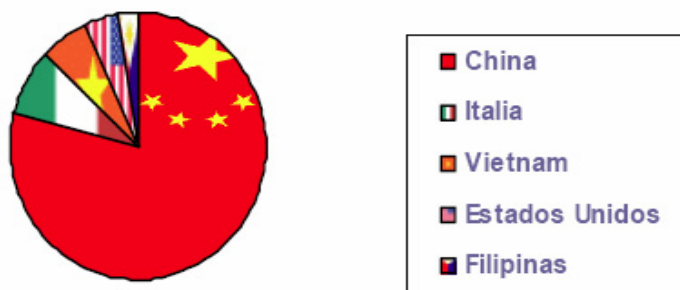 China
Italia
Vietnam
Estados Unidos
Filipinas